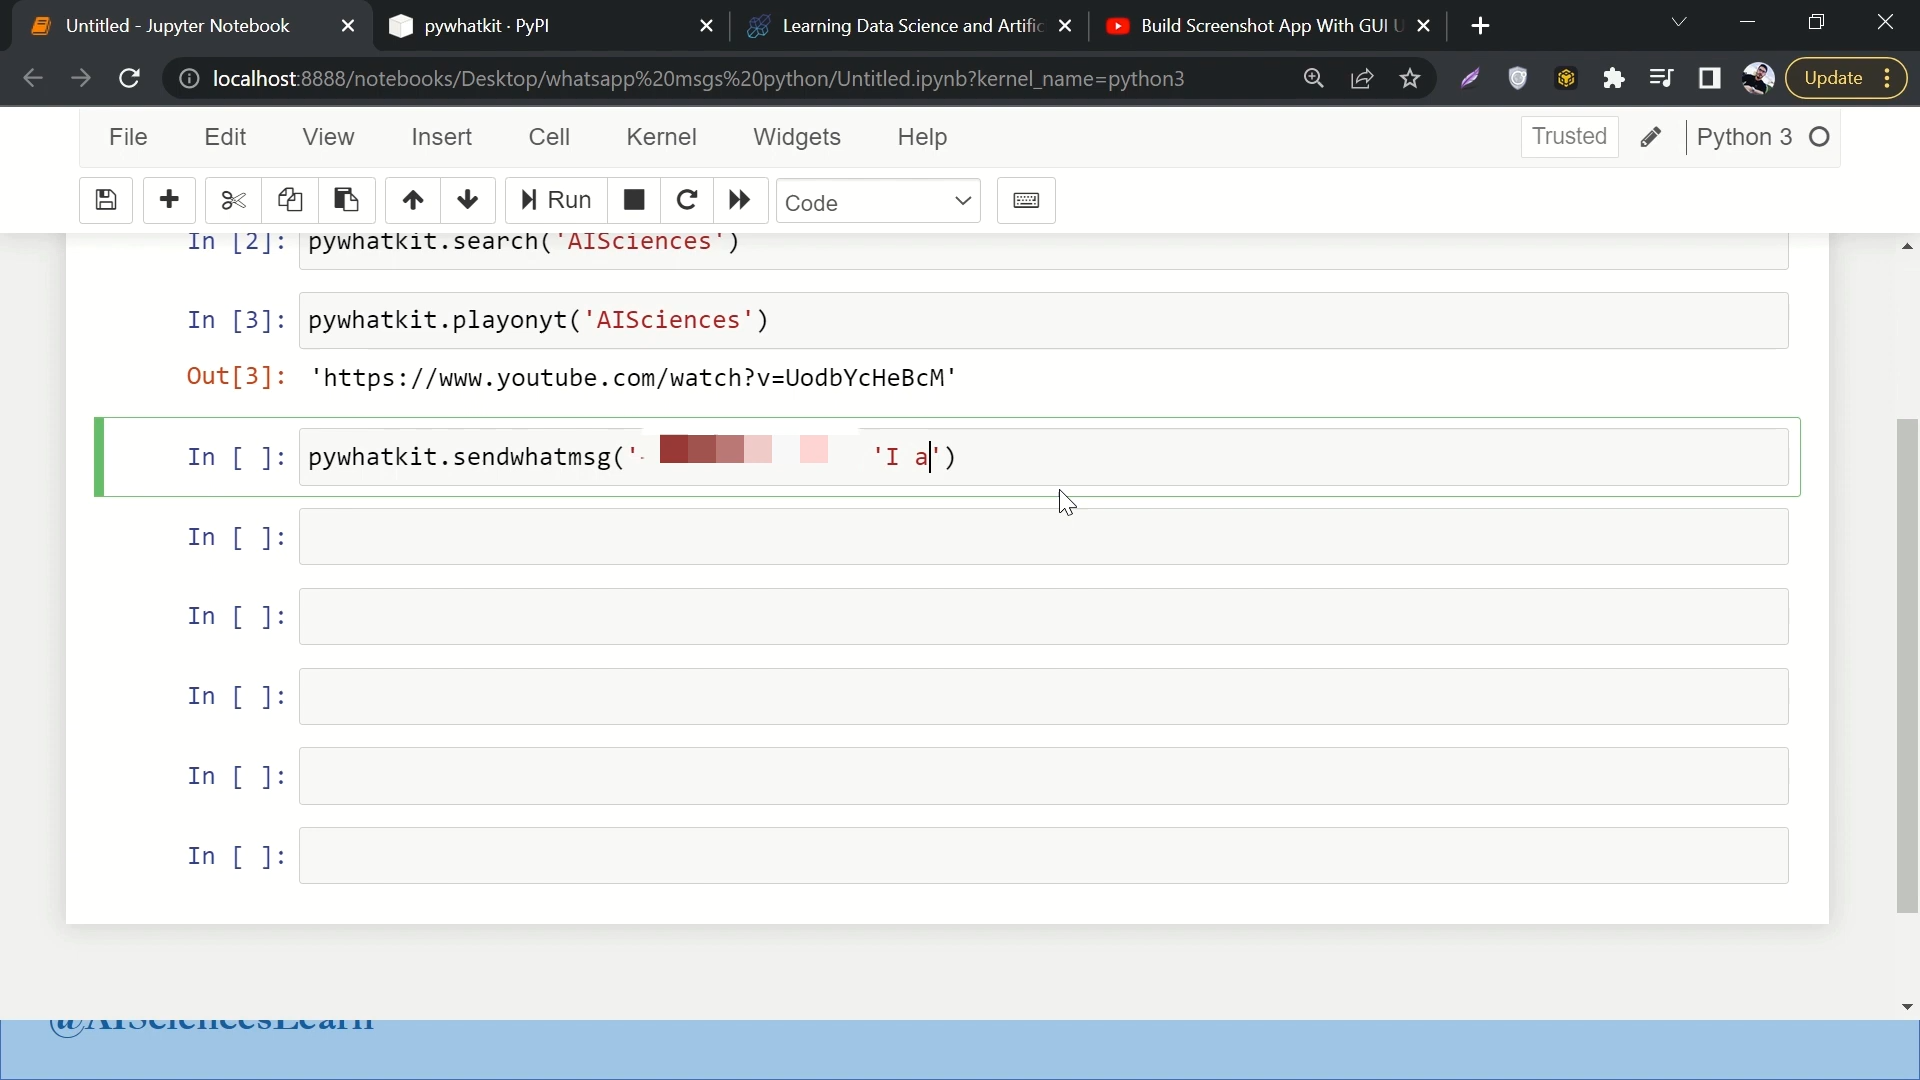 Untitled - Jupyter Notebook
pywhatkit · PyPI
Learning Data Science and Artific
Build Screenshot App With GUI U
localhost:8888/notebooks/Desktop/whatsapp%20msgs%20python/Untitled.ipynb?kernel_name=python3
Update
File Edit View Insert Cell Kernel Widgets Help
Trusted
Python 3
Run
Code
In [2]: pywhatkit.search('AISciences')
In [3]: pywhatkit.playonyt('AISciences')
Out[3]: 'https://www.youtube.com/watch?v=UodbYcHeBcM'
In [ ]: pywhatkit.sendwhatmsg(' 'I a')
In [ ]:
In [ ]:
In [ ]:
In [ ]:
In [ ]:
@AISciencesLearn